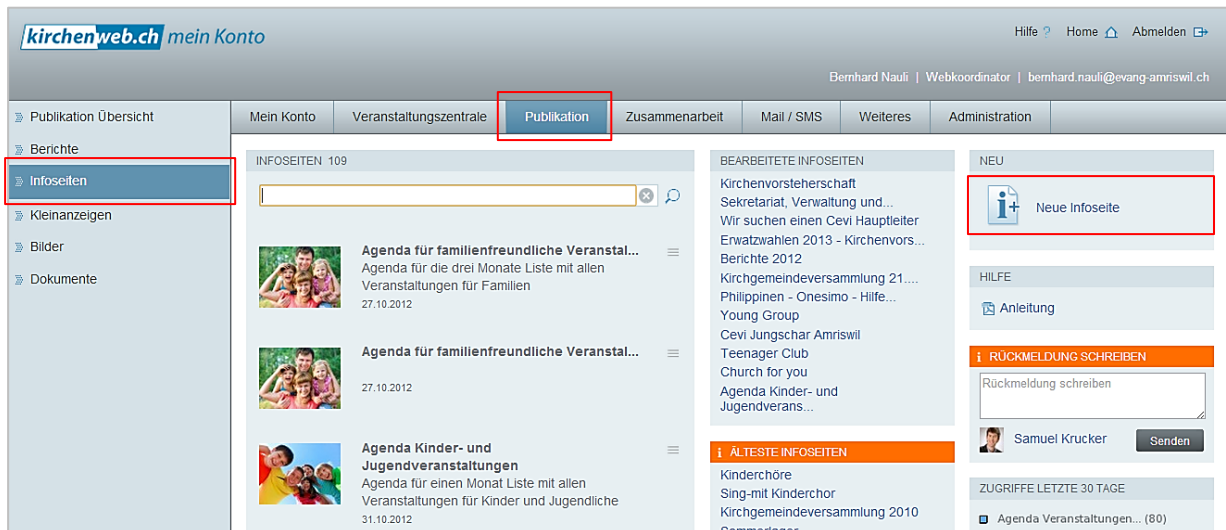 kirchenweb.ch mein Konto
Hilfe ? Home Abmelden
Bernhard Nauli | Webkoordinator | bernhard.nauli@evang-amriswil.ch
Publikation Übersicht
Berichte
Infoseiten
Kleinanzeigen
Bilder
Dokumente
Mein Konto Veranstaltungszentrale Publikation Zusammenarbeit Mail / SMS Weiteres Administration
INFOSEITEN 109
Agenda für familienfreundliche Veranstal...
Agenda für die drei Monate Liste mit allen
Veranstaltungen für Familien
27.10.2012
Agenda für familienfreundliche Veranstal...
27.10.2012
Agenda Kinder- und
Jugendveranstaltungen
Agenda für einen Monat Liste mit allen
Veranstaltungen für Kinder und Jugendliche
31.10.2012
BEARBEITETE INFOSEITEN
Kirchenvorsteherschaft
Sekretariat, Verwaltung und...
Wir suchen einen Cevi Hauptleiter
Erwatzwahlen 2013 - Kirchenvors...
Berichte 2012
Kirchgemeindeversammlung 21....
Philippinen - Onesimo - Hilfe...
Young Group
Cevi Jungschar Amriswil
Teenager Club
Church for you
Agenda Kinder- und
Jugendverans...
i ÄLTESTE INFOSEITEN
Kinderchöre
Sing-mit Kinderchor
Kirchgemeindeversammlung 2010
Sommerlager
NEU
Neue Infoseite
HILFE
Anleitung
i RÜCKMELDUNG SCHREIBEN
Rückmeldung schreiben
Samuel Krucker Senden
ZUGRIFFE LETZTE 30 TAGE
Agenda Veranstaltungen... (80)